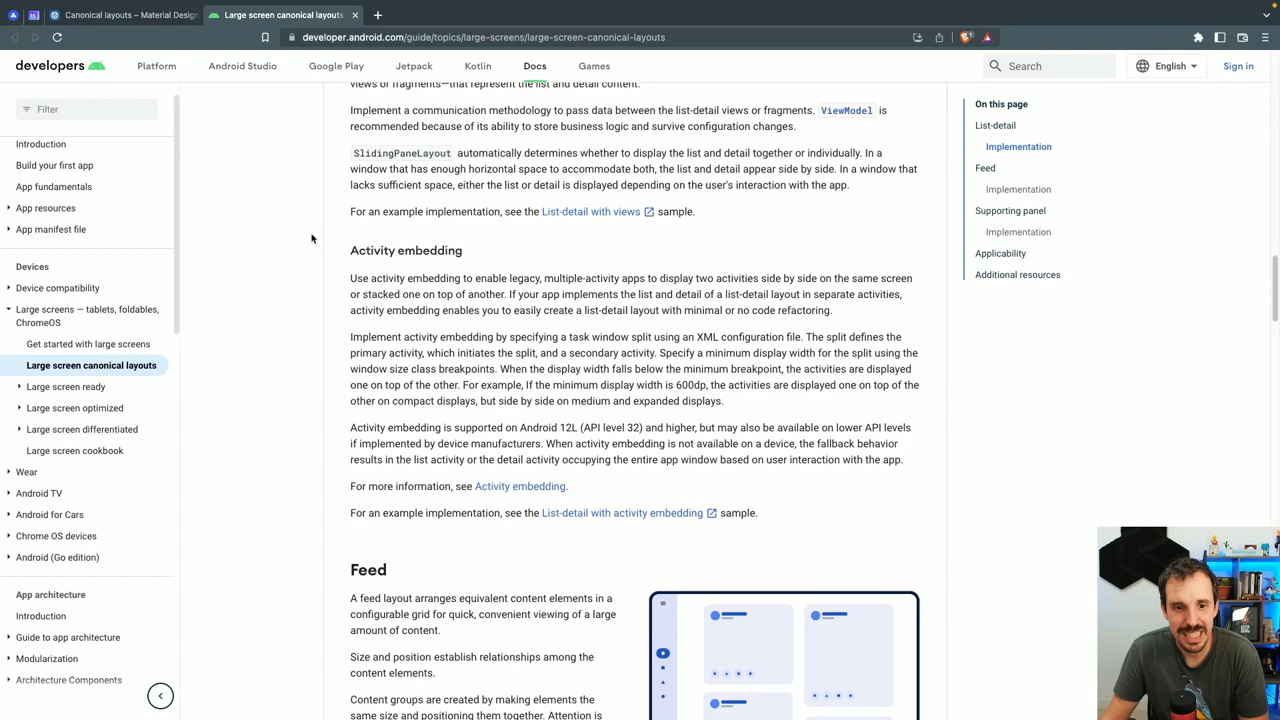 Canonical layouts – Material Design
Large screen canonical layouts
developer.android.com/guide/topics/large-screens/large-screen-canonical-layouts
developers
Platform
Android Studio
Google Play
Jetpack
Kotlin
Docs
Games
Search
English
Sign in
Filter
Introduction
Build your first app
App fundamentals
App resources
App manifest file
Devices
Device compatibility
Large screens — tablets, foldables,
ChromeOS
Get started with large screens
Large screen canonical layouts
Large screen ready
Large screen optimized
Large screen differentiated
Large screen cookbook
Wear
Android TV
Android for Cars
Chrome OS devices
Android (Go edition)
App architecture
Introduction
Guide to app architecture
Modularization
Architecture Components
views or fragments—that represent the list and detail content.
Implement a communication methodology to pass data between the list-detail views or fragments. ViewModel is
recommended because of its ability to store business logic and survive configuration changes.
SlidingPaneLayout automatically determines whether to display the list and detail together or individually. In a
window that has enough horizontal space to accommodate both, the list and detail appear side by side. In a window that
lacks sufficient space, either the list or detail is displayed depending on the user's interaction with the app.
For an example implementation, see the List-detail with views sample.
Activity embedding
Use activity embedding to enable legacy, multiple-activity apps to display two activities side by side on the same screen
or stacked one on top of another. If your app implements the list and detail of a list-detail layout in separate activities,
activity embedding enables you to easily create a list-detail layout with minimal or no code refactoring.
Implement activity embedding by specifying a task window split using an XML configuration file. The split defines the
primary activity, which initiates the split, and a secondary activity. Specify a minimum display width for the split using the
window size class breakpoints. When the display width falls below the minimum breakpoint, the activities are displayed
one on top of the other. For example, If the minimum display width is 600dp, the activities are displayed one on top of the
other on compact displays, but side by side on medium and expanded displays.
Activity embedding is supported on Android 12L (API level 32) and higher, but may also be available on lower API levels
if implemented by device manufacturers. When activity embedding is not available on a device, the fallback behavior
results in the list activity or the detail activity occupying the entire app window based on user interaction with the app.
For more information, see Activity embedding.
For an example implementation, see the List-detail with activity embedding sample.
Feed
A feed layout arranges equivalent content elements in a
configurable grid for quick, convenient viewing of a large
amount of content.
Size and position establish relationships among the
content elements.
Content groups are created by making elements the
same size and positioning them together. Attention is
On this page
List-detail
Implementation
Feed
Implementation
Supporting panel
Implementation
Applicability
Additional resources